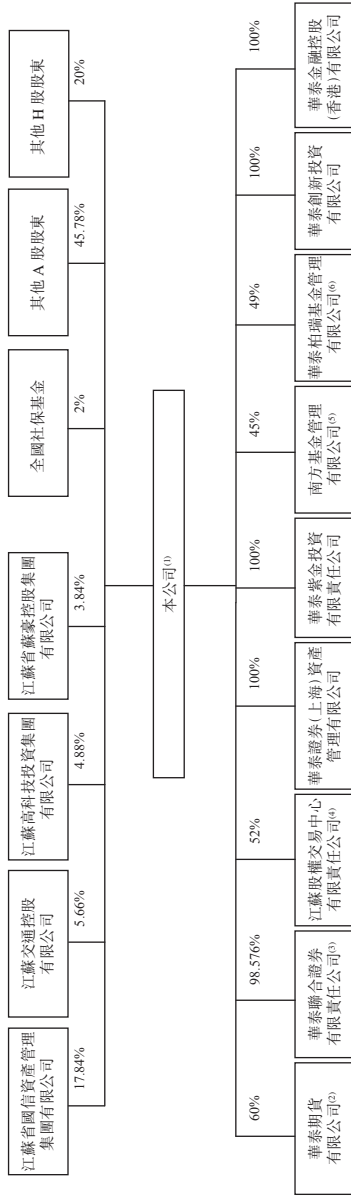 江蘇省國信資產管理
集團有限公司
17.84%
江蘇交通控股
有限公司
5.66%
江蘇高科技投資集團
有限公司
4.88%
江蘇省蘇豪控股集團
有限公司
3.84%
全國社保基金
2%
其他 A 股股東
45.78%
其他 H 股股東
20%
本公司(1)
60%
華泰期貨
有限公司(2)
98.576%
華泰聯合證券
有限責任公司(3)
52%
江蘇股權交易中心
有限責任公司(4)
100%
華泰證券(上海)資產
管理有限公司
100%
華泰紫金投資
有限責任公司
45%
南方基金管理
有限公司(5)
49%
華泰柏瑞基金管理
有限公司(6)
100%
華泰創新投資
有限公司
100%
華泰金融控股
(香港)有限公司